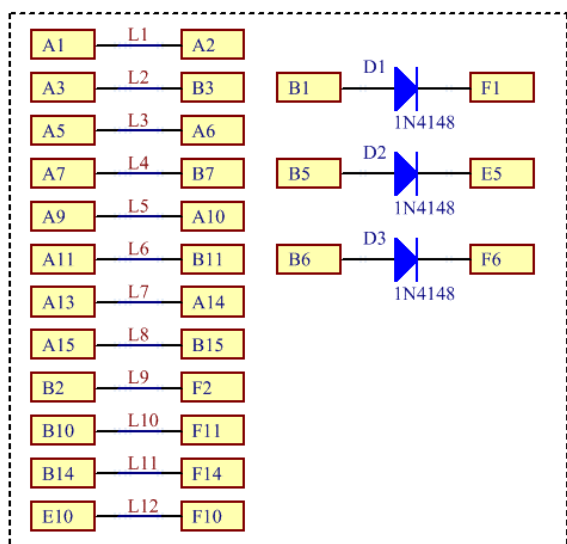 A1 L1 A2
A3 L2 B3
A5 L3 A6
A7 L4 B7
A9 L5 A10
A11 L6 B11
A13 L7 A14
A15 L8 B15
B2 L9 F2
B10 L10 F11
B14 L11 F14
E10 L12 F10
D1
B1 F1
1N4148
D2
B5 E5
1N4148
D3
B6 F6
1N4148